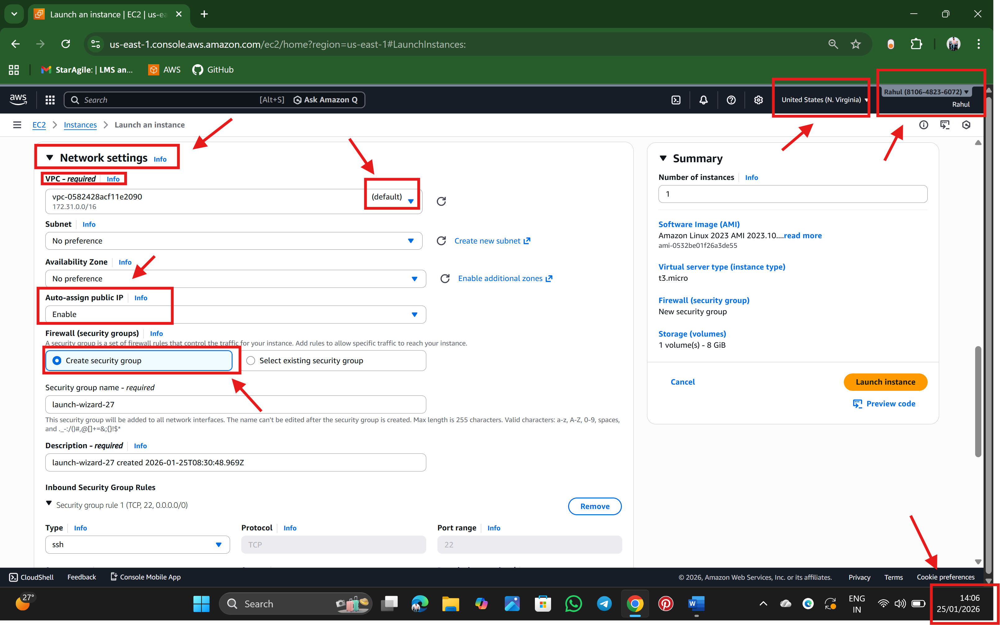 Launch an instance | EC2 | us-ea
us-east-1.console.aws.amazon.com/ec2/home?region=us-east-1#LaunchInstances:
StarAgile: | LMS an...
AWS
GitHub
aws
Search
[Alt+S]
Ask Amazon Q
United States (N. Virginia)
Rahul (8106-4823-6072)
Rahul
EC2
Instances
Launch an instance
Network settings Info
VPC - required Info
vpc-0582428acf11e2090
(default)
172.31.0.0/16
Subnet Info
No preference
Create new subnet
Availability Zone Info
No preference
Enable additional zones
Auto-assign public IP Info
Enable
Firewall (security groups) Info
A security group is a set of firewall rules that control the traffic for your instance. Add rules to allow specific traffic to reach your instance.
Create security group
Select existing security group
Security group name - required
launch-wizard-27
This security group will be added to all network interfaces. The name can't be edited after the security group is created. Max length is 255 characters. Valid characters: a-z, A-Z, 0-9, spaces,
and ._-:/()#,@[]+=&;{}!$*
Description - required Info
launch-wizard-27 created 2026-01-25T08:30:48.969Z
Inbound Security Group Rules
Security group rule 1 (TCP, 22, 0.0.0.0/0)
Remove
Type Info
Protocol Info
Port range Info
ssh
TCP
22
Summary
Number of instances Info
1
Software Image (AMI)
Amazon Linux 2023 AMI 2023.10....read more
ami-0532be01f26a3de55
Virtual server type (instance type)
t3.micro
Firewall (security group)
New security group
Storage (volumes)
1 volume(s) - 8 GiB
Cancel
Launch instance
Preview code
CloudShell
Feedback
Console Mobile App
© 2026, Amazon Web Services, Inc. or its affiliates.
Privacy
Terms
Cookie preferences
27°
Search
W
ENG
IN
14:06
25/01/2026